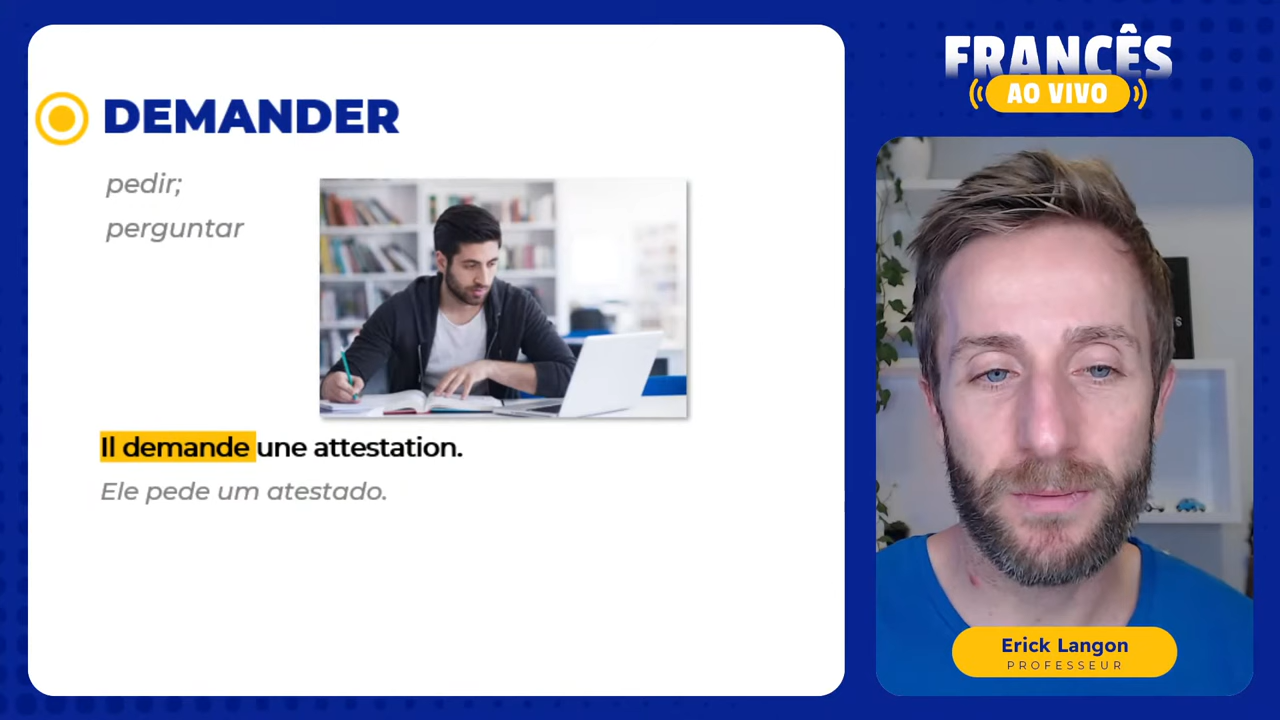 DEMANDER
pedir;
perguntar
Il demande une attestation.
Ele pede um atestado.
FRANCÊS
AO VIVO
Erick Langon
PROFESSEUR